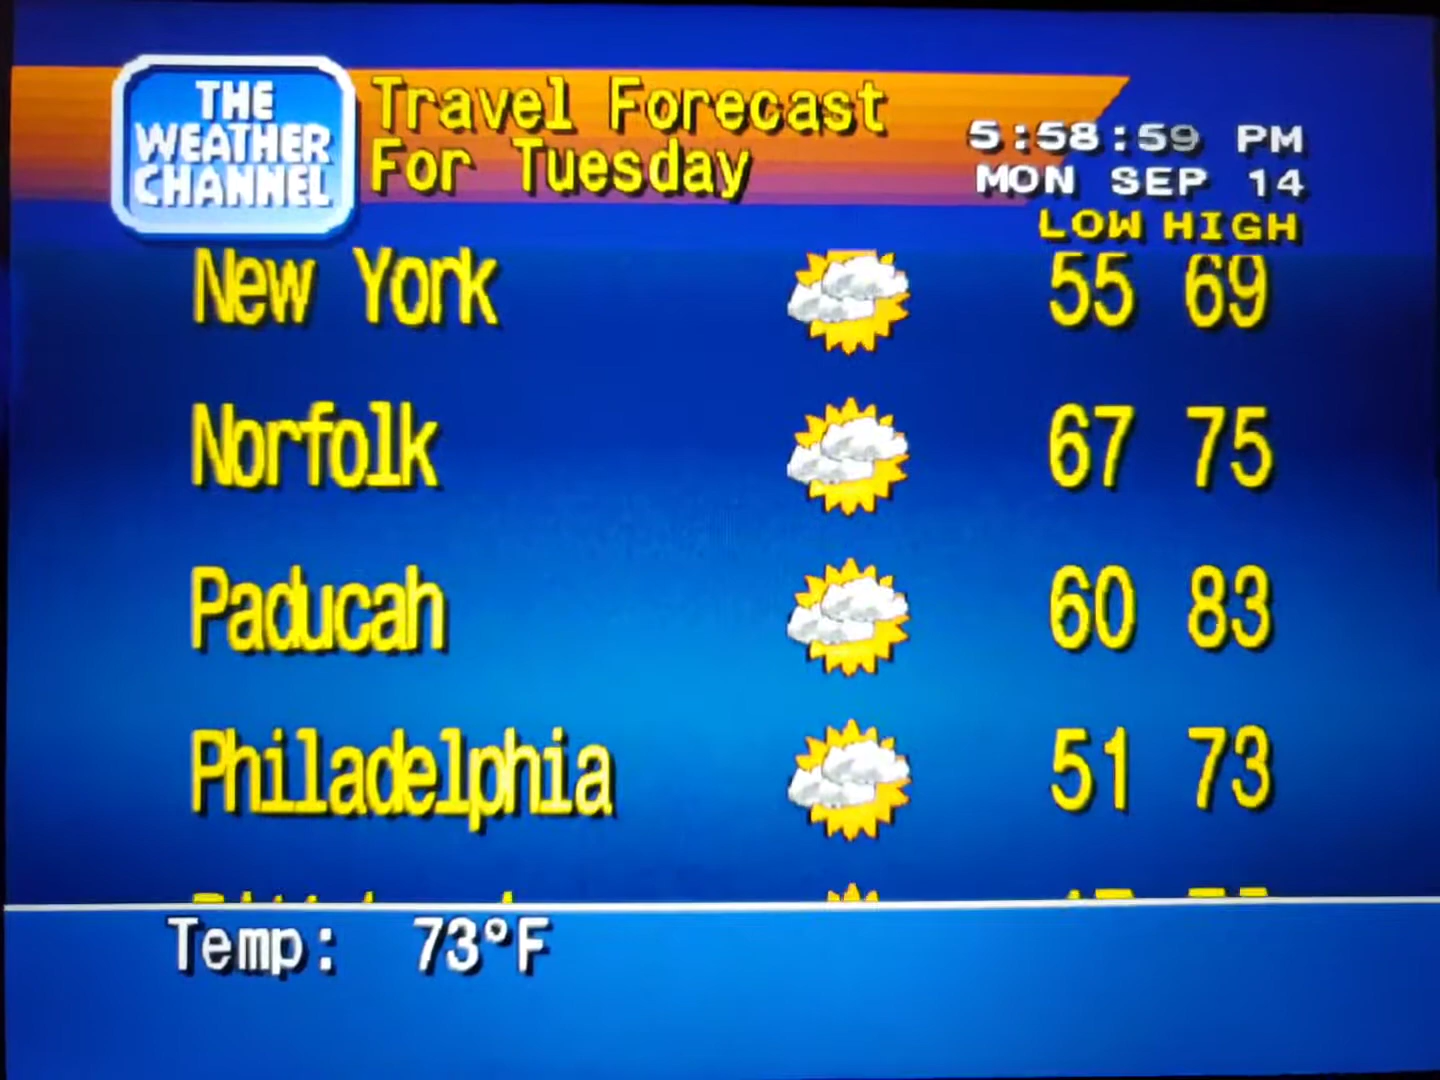 THE
WEATHER
CHANNEL
Travel Forecast
For Tuesday
5:58:59 PM
MON SEP 14
LOW HIGH
New York 55 69
Norfolk 67 75
Paducah 60 83
Philadelphia 51 73
Temp: 73°F